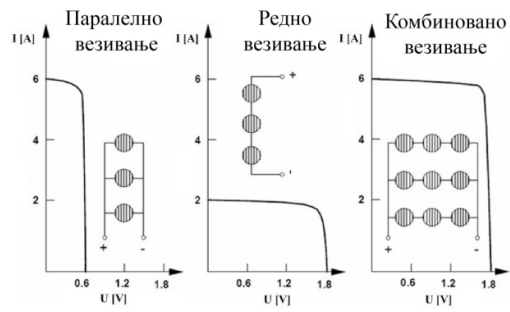 Паралелно
везивање
I [A]
6
4
2
0.6
1.2
1.8
U [V]
+
-
Редно
везивање
I [A]
6
4
2
0.6
1.2
1.8
U [V]
+
-
Комбиновано
везивање
I [A]
6
4
2
0.6
1.2
1.8
U [V]
+
-